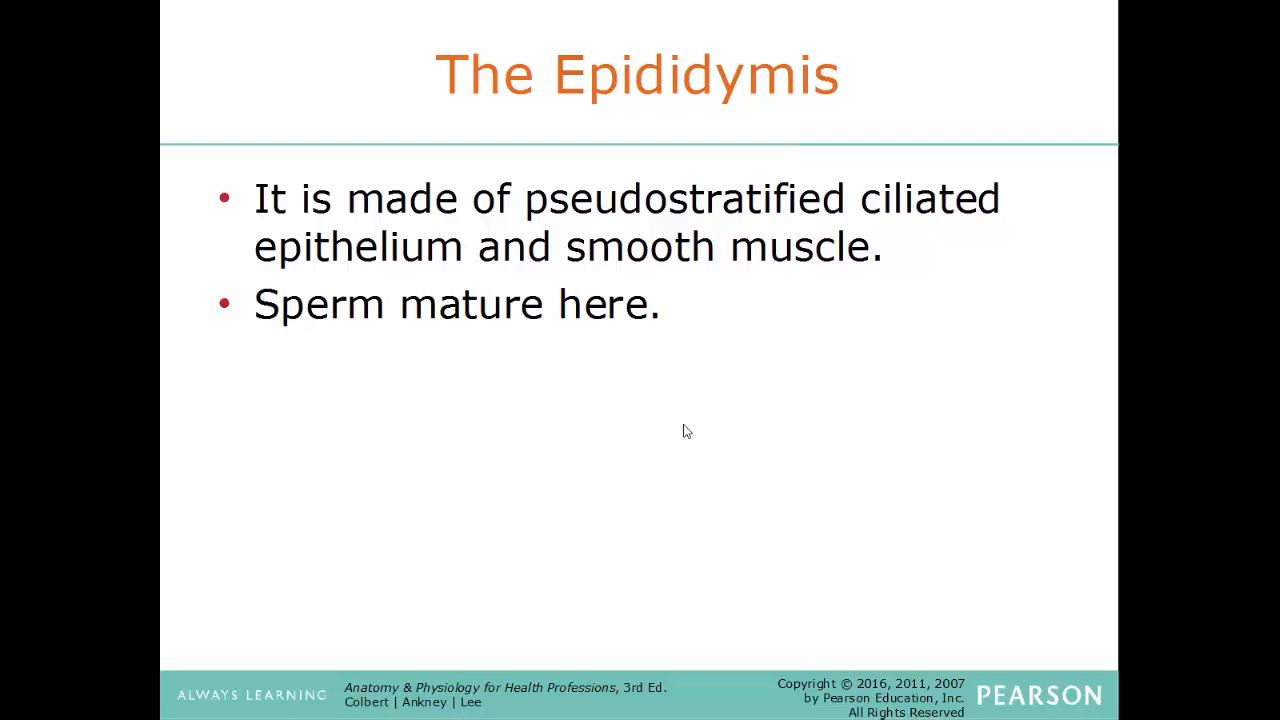 The Epididymis
• It is made of pseudostratified ciliated
epithelium and smooth muscle.
• Sperm mature here.
ALWAYS LEARNING
Anatomy & Physiology for Health Professions, 3rd Ed.
Colbert | Ankney | Lee
Copyright © 2016, 2011, 2007
by Pearson Education, Inc.
All Rights Reserved
PEARSON